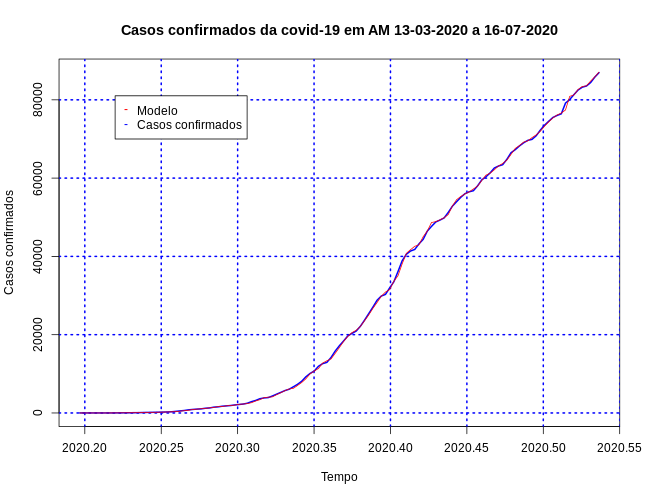 Casos confirmados da covid-19 em AM 13-03-2020 a 16-07-2020
Casos confirmados
80000
60000
40000
20000
0
Modelo
Casos confirmados
2020.20 2020.25 2020.30 2020.35 2020.40 2020.45 2020.50 2020.55
Tempo